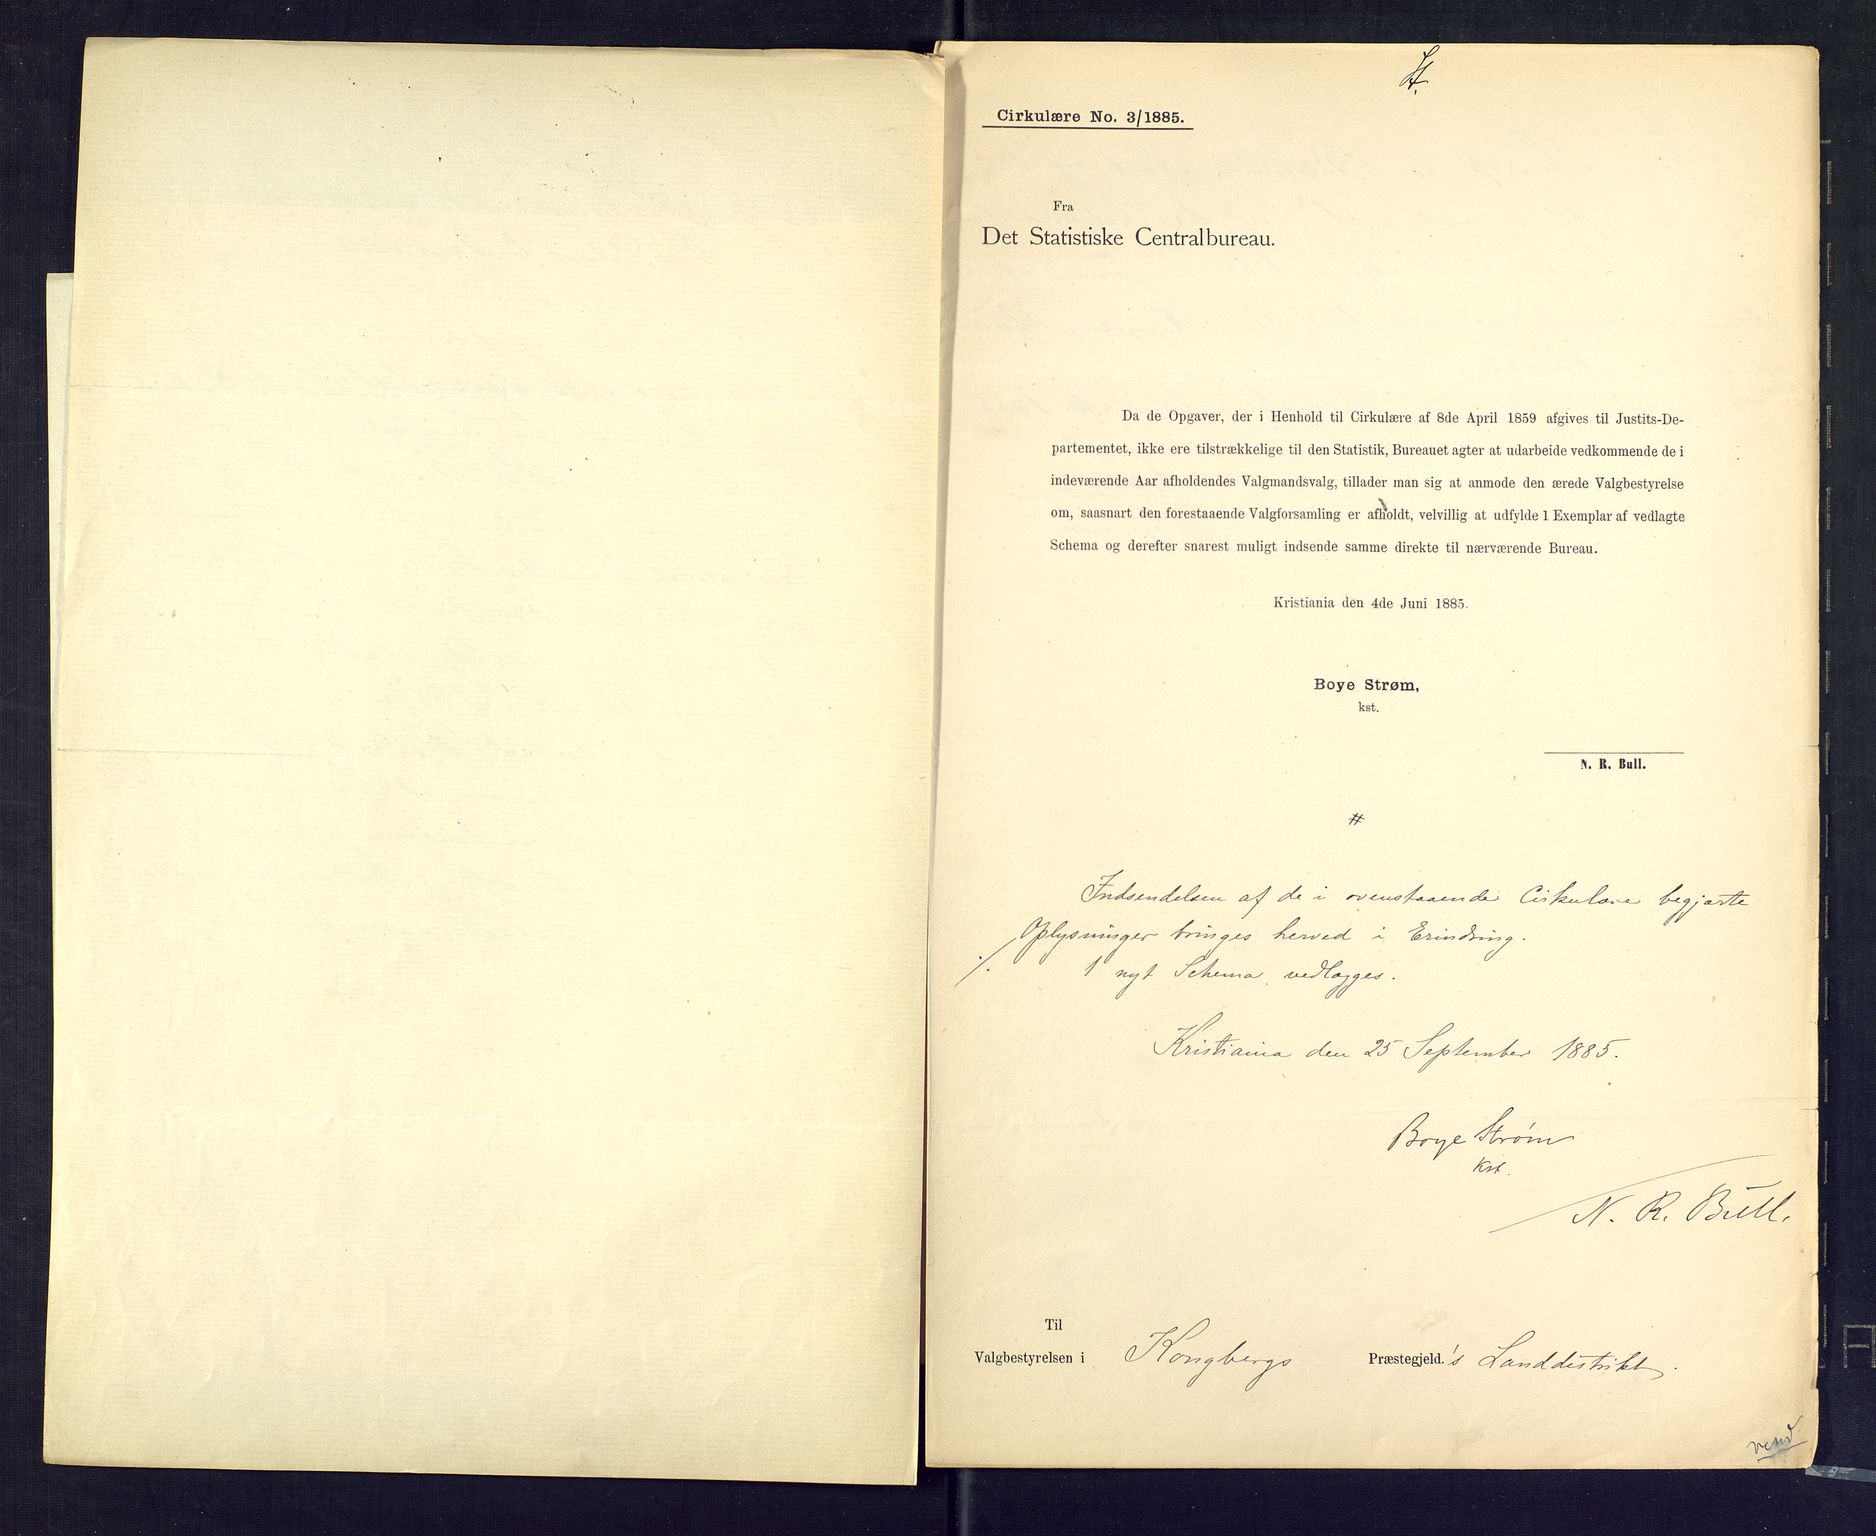 Cirkulære No. 3/1885.
Fra
Det Statistiske Centralbureau.
Da de Opgaver, der i Henhold til Cirkulære af 8de April 1859 afgives til Justits-De-
partementet, ikke ere tilstrækkelige til den Statistik, Bureauet agter at udarbeide vedkommende de i
indeværende Aar afholdendes Valgmandsvalg, tillader man sig at anmode den ærede Valgbestyrelse
om, saasnart den forestaaende Valgforsamling er afholdt, velvillig at udfylde 1 Exemplar af vedlagte
Schema og derefter snarest muligt indsende samme direkte til nærværende Bureau.
Kristiania den 4de Juni 1885.
Boye Strøm,
kst.
N. R. Bull.
#
Indsendelsen af de i ovenstaaende Cirkulære begjærte
Oplysninger bringes herved i Erindring.
./. 1 nyt Schema vedlægges.
Kristiania den 25 September 1885.
Boye Strøm
kst.
N. R. Bull.
Til
Valgbestyrelsen i Kongbergs Præstegjeld.'s Landdistrikt.
vend